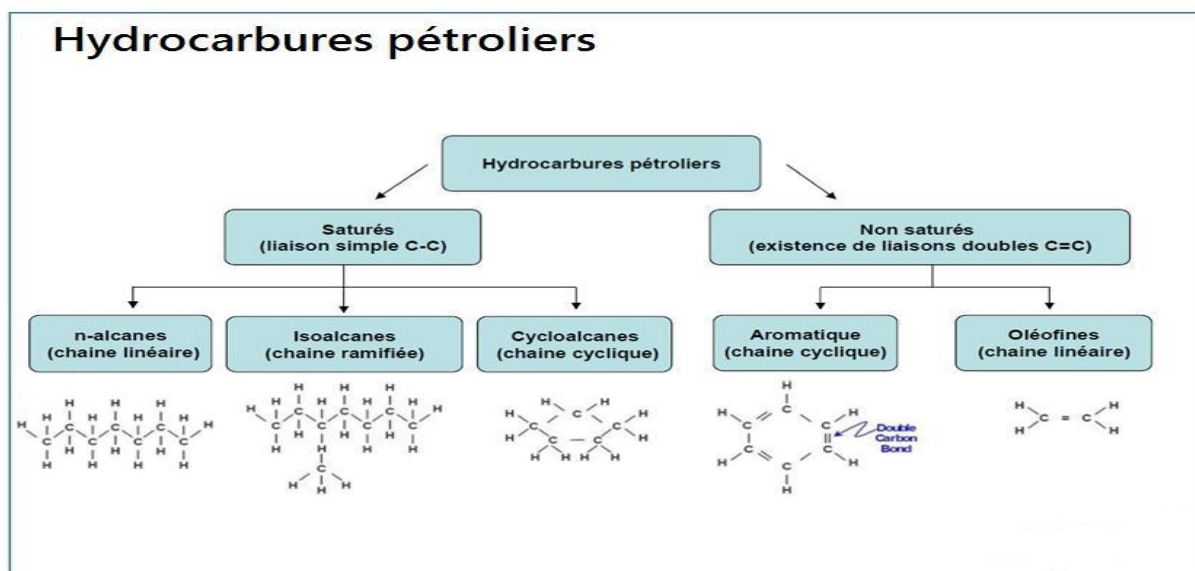 Hydrocarbures pétroliers
Hydrocarbures pétroliers
Saturés
(liaison simple C-C)
Non saturés
(existence de liaisons doubles C=C)
n-alcanes
(chaine linéaire)
Isoalcanes
(chaine ramifiée)
Cycloalcanes
(chaine cyclique)
Aromatique
(chaine cyclique)
Oléofines
(chaine linéaire)
Double
Carbon
Bond